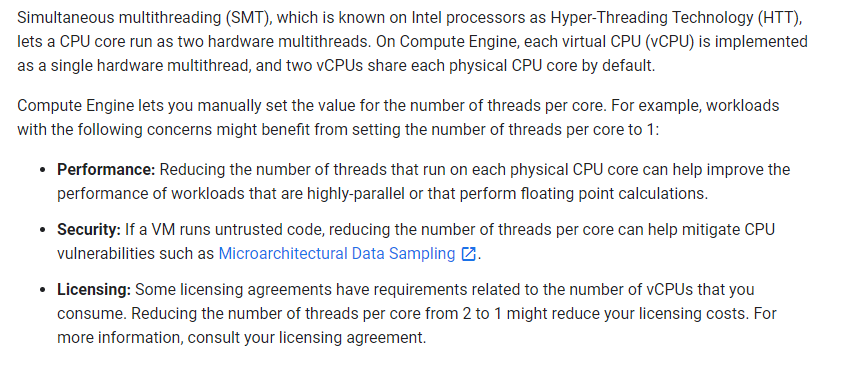 Simultaneous multithreading (SMT), which is known on Intel processors as Hyper-Threading Technology (HTT),
lets a CPU core run as two hardware multithreads. On Compute Engine, each virtual CPU (vCPU) is implemented
as a single hardware multithread, and two vCPUs share each physical CPU core by default.
Compute Engine lets you manually set the value for the number of threads per core. For example, workloads
with the following concerns might benefit from setting the number of threads per core to 1:
• Performance: Reducing the number of threads that run on each physical CPU core can help improve the
performance of workloads that are highly-parallel or that perform floating point calculations.
• Security: If a VM runs untrusted code, reducing the number of threads per core can help mitigate CPU
vulnerabilities such as Microarchitectural Data Sampling.
• Licensing: Some licensing agreements have requirements related to the number of vCPUs that you
consume. Reducing the number of threads per core from 2 to 1 might reduce your licensing costs. For
more information, consult your licensing agreement.